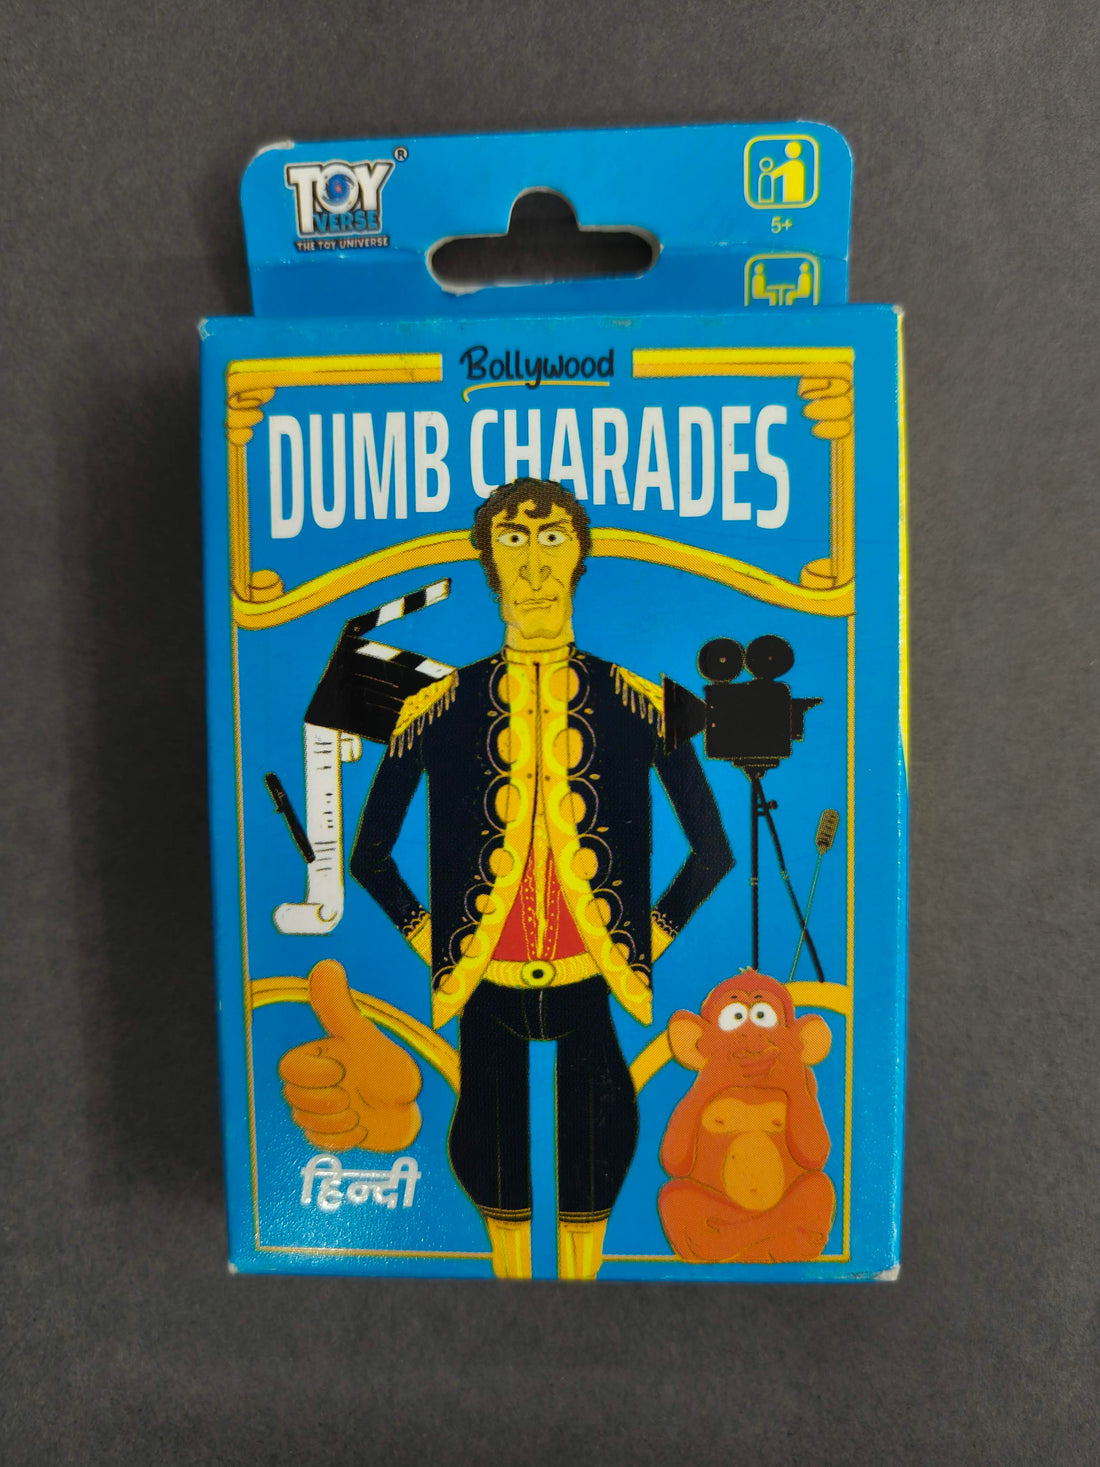 TOY
VERSE
®
THE TOY UNIVERSE
5+
Bollywood
DUMB CHARADES
हिन्दी